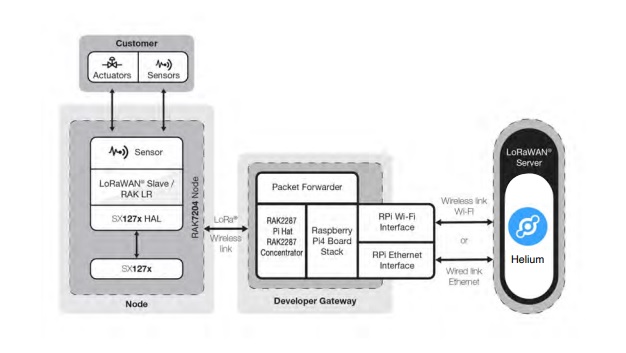 Customer
Actuators
Sensors
Sensor
LoRaWAN® Slave /
RAK LR
SX127x HAL
SX127x
RAK7204 Node
Node
LoRa®
Wireless
link
Packet Forwarder
RAK2287
Pi Hat
RAK2287
Concentrator
Raspberry
Pi4 Board
Stack
RPi Wi-Fi
Interface
RPi Ethernet
Interface
Developer Gateway
Wireless link
Wi-Fi
or
Wired link
Ethernet
LoRaWAN®
Server
Helium